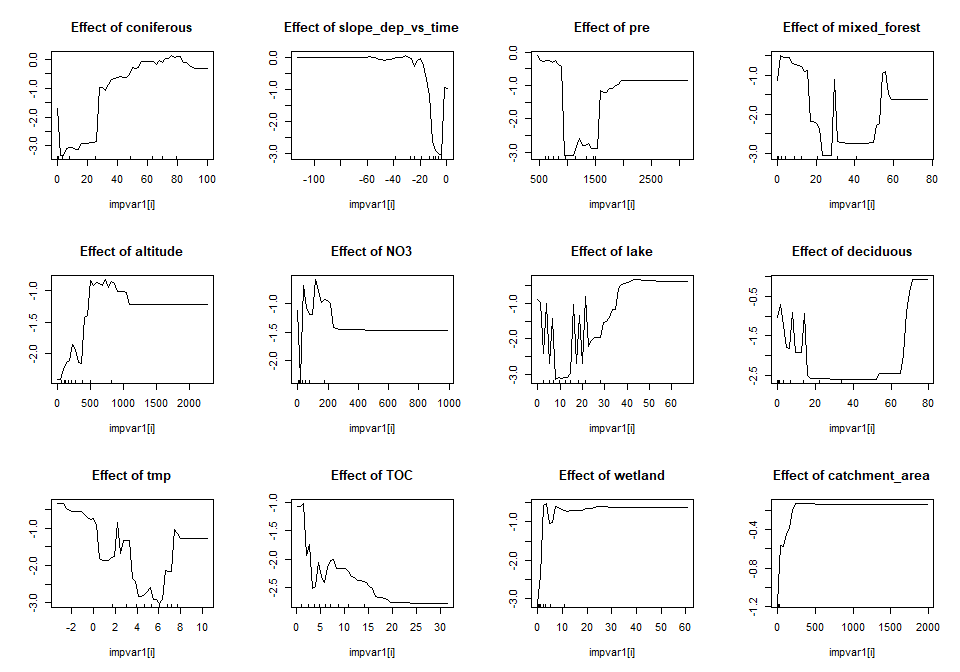 Effect of coniferous
0.0
-1.0
-2.0
-3.0
0 20 40 60 80 100
impvar1[i]
Effect of slope_dep_vs_time
0.0
-1.0
-2.0
-3.0
-100 -60 -40 -20 0
impvar1[i]
Effect of pre
0.0
-1.0
-2.0
-3.0
500 1500 2500
impvar1[i]
Effect of mixed_forest
-1.0
-2.0
-3.0
0 20 40 60 80
impvar1[i]
Effect of altitude
-1.0
-1.5
-2.0
0 500 1000 2000
impvar1[i]
Effect of NO3
-1.0
-1.5
-2.0
0 200 400 600 800 1000
impvar1[i]
Effect of lake
-1.0
-2.0
-3.0
0 10 20 30 40 50 60
impvar1[i]
Effect of deciduous
-0.5
-1.5
-2.5
0 20 40 60 80
impvar1[i]
Effect of tmp
-1.0
-2.0
-3.0
-2 0 2 4 6 8 10
impvar1[i]
Effect of TOC
-1.0
-1.5
-2.0
-2.5
0 5 10 15 20 25 30
impvar1[i]
Effect of wetland
-1.0
-2.0
-3.0
0 10 20 30 40 50 60
impvar1[i]
Effect of catchment_area
-0.4
-0.8
-1.2
0 500 1000 1500 2000
impvar1[i]